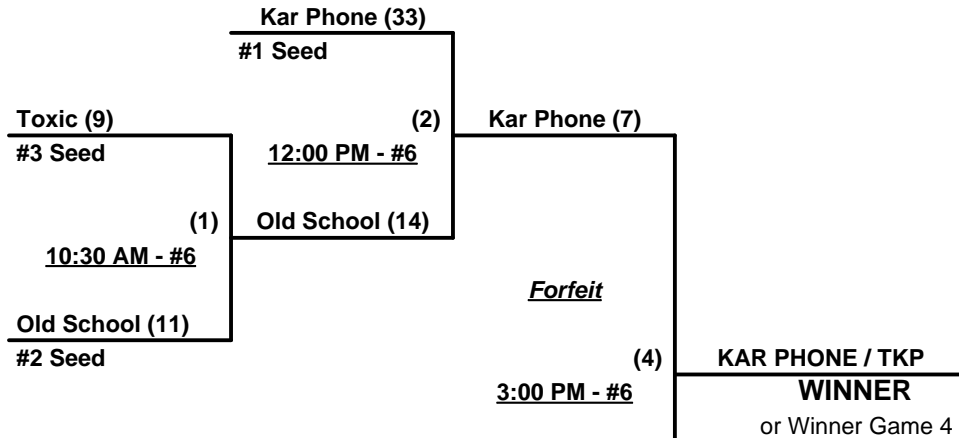 Kar Phone (33)
#1 Seed
Toxic (9)
(2)
Kar Phone (7)
#3 Seed
12:00 PM - #6
(1)
Old School (14)
10:30 AM - #6
Forfeit
Old School (11)
#2 Seed
(4)
KAR PHONE / TKP
3:00 PM - #6
WINNER
or Winner Game 4